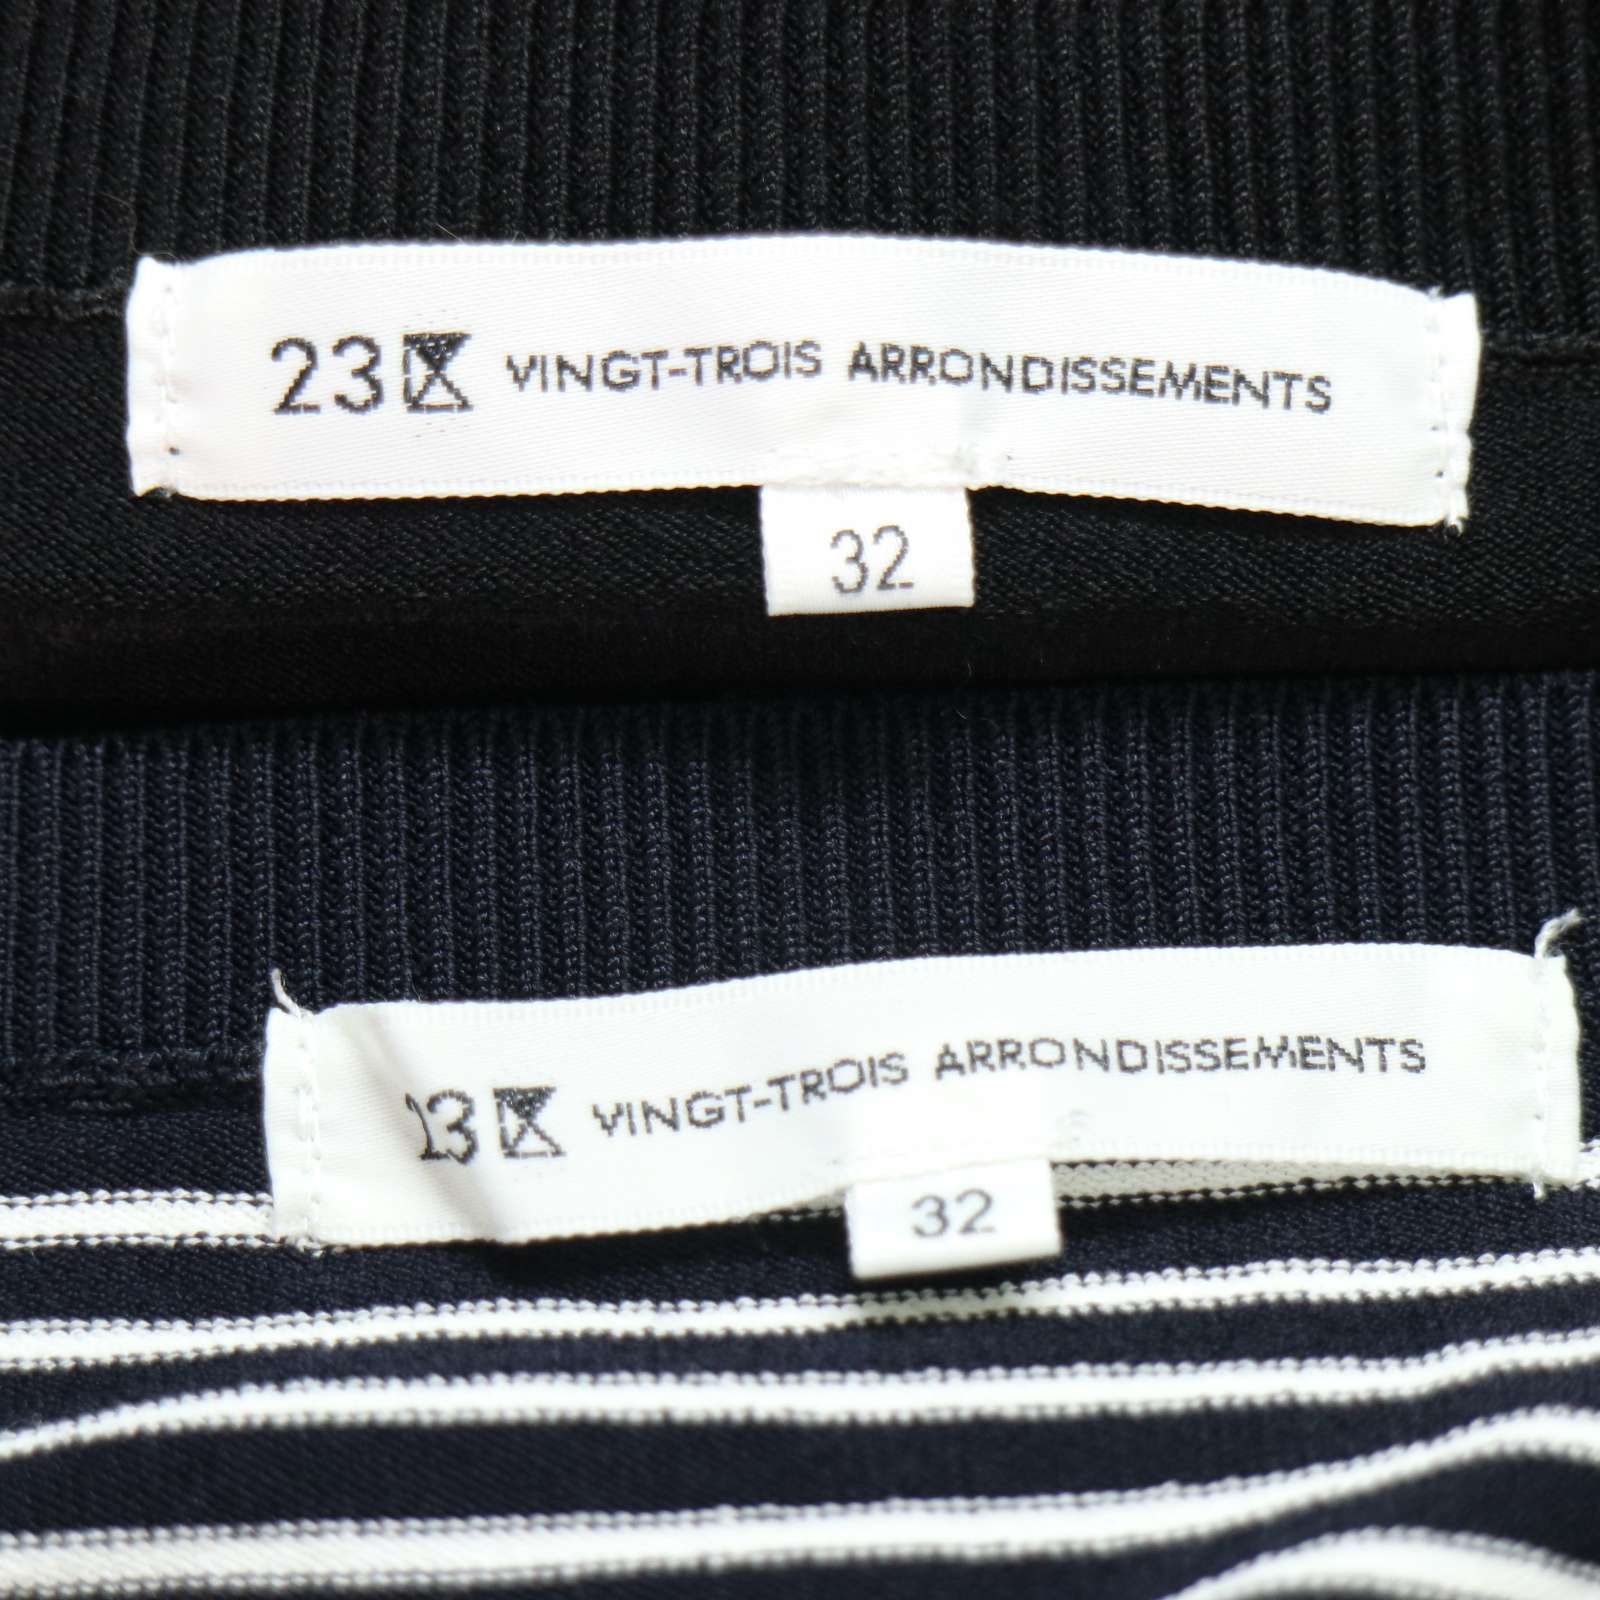 23区 VINGT-TROIS ARRONDISSEMENTS
32
23区 VINGT-TROIS ARRONDISSEMENTS
32